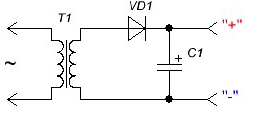 T1
VD1
"+"
~
+
C1
"-"